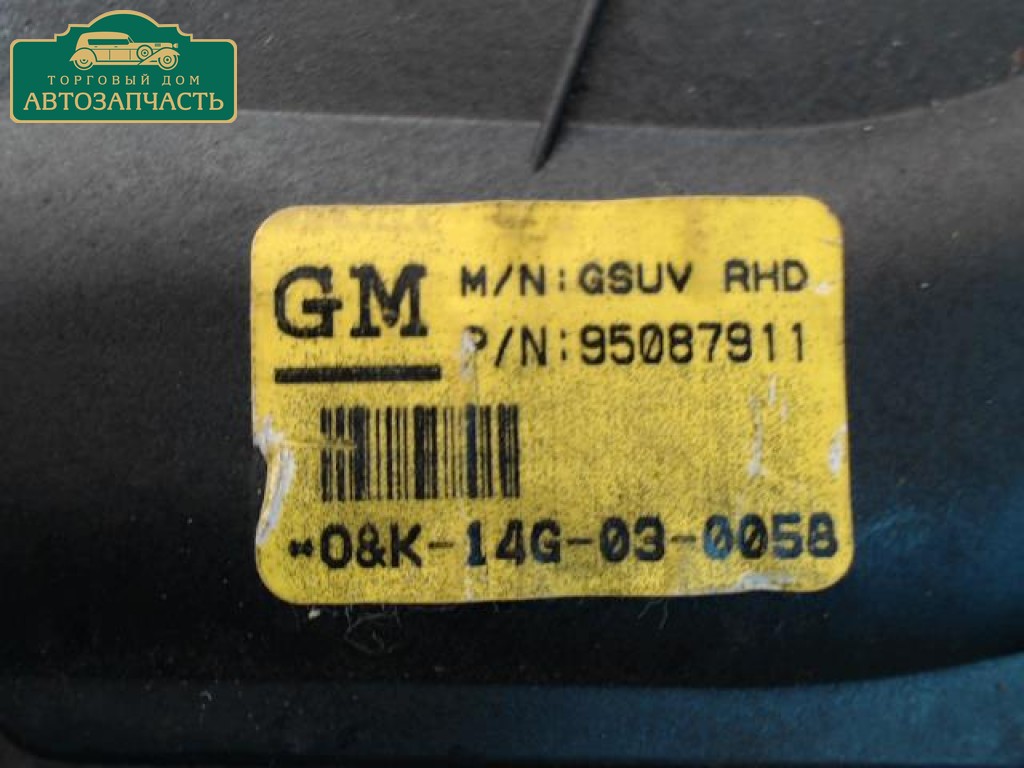 ТОРГОВЫЙ ДОМ
АВТОЗАПЧАСТЬ
GM
M/N:GSUV RHD
P/N:95087911
*O&K-14G-03-0058